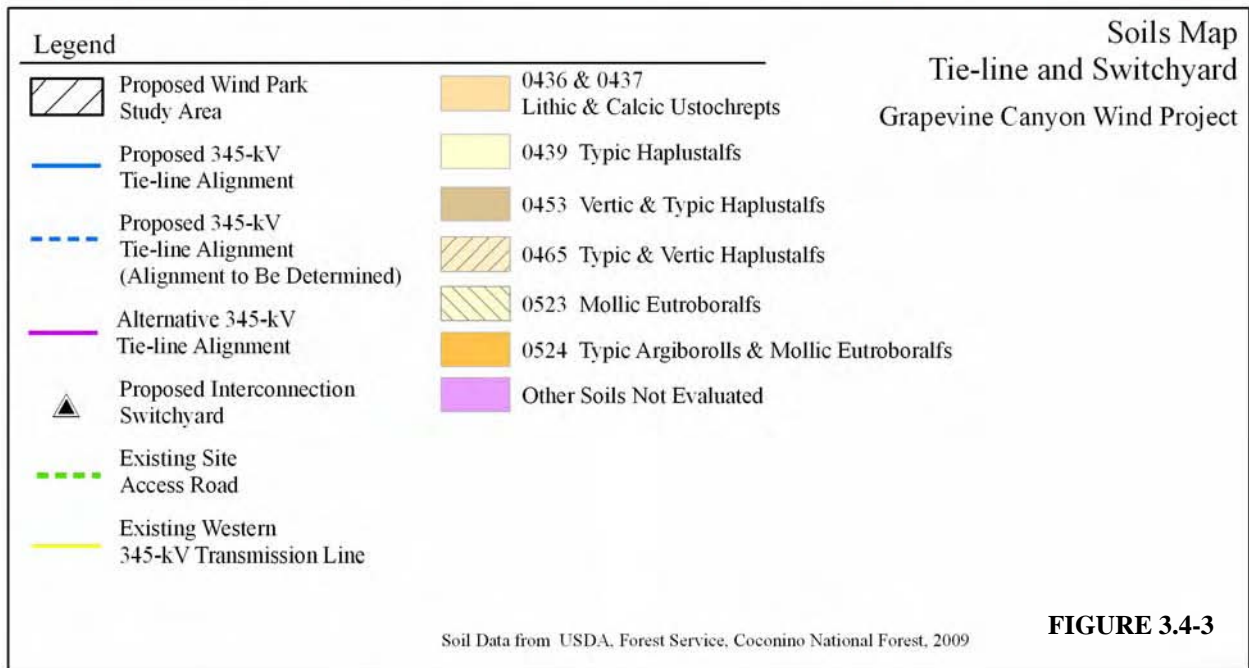 Soils Map
Tie-line and Switchyard
Grapevine Canyon Wind Project
Legend
Proposed Wind Park
Study Area
Proposed 345-kV
Tie-line Alignment
Proposed 345-kV
Tie-line Alignment
(Alignment to Be Determined)
Alternative 345-kV
Tie-line Alignment
Proposed Interconnection
Switchyard
Existing Site
Access Road
Existing Western
345-kV Transmission Line
0436 & 0437
Lithic & Calcic Ustochrepts
0439 Typic Haplustalfs
0453 Vertic & Typic Haplustalfs
0465 Typic & Vertic Haplustalfs
0523 Mollic Eutroboralfs
0524 Typic Argiborolls & Mollic Eutroboralfs
Other Soils Not Evaluated
Soil Data from USDA, Forest Service, Coconino National Forest, 2009
FIGURE 3.4-3